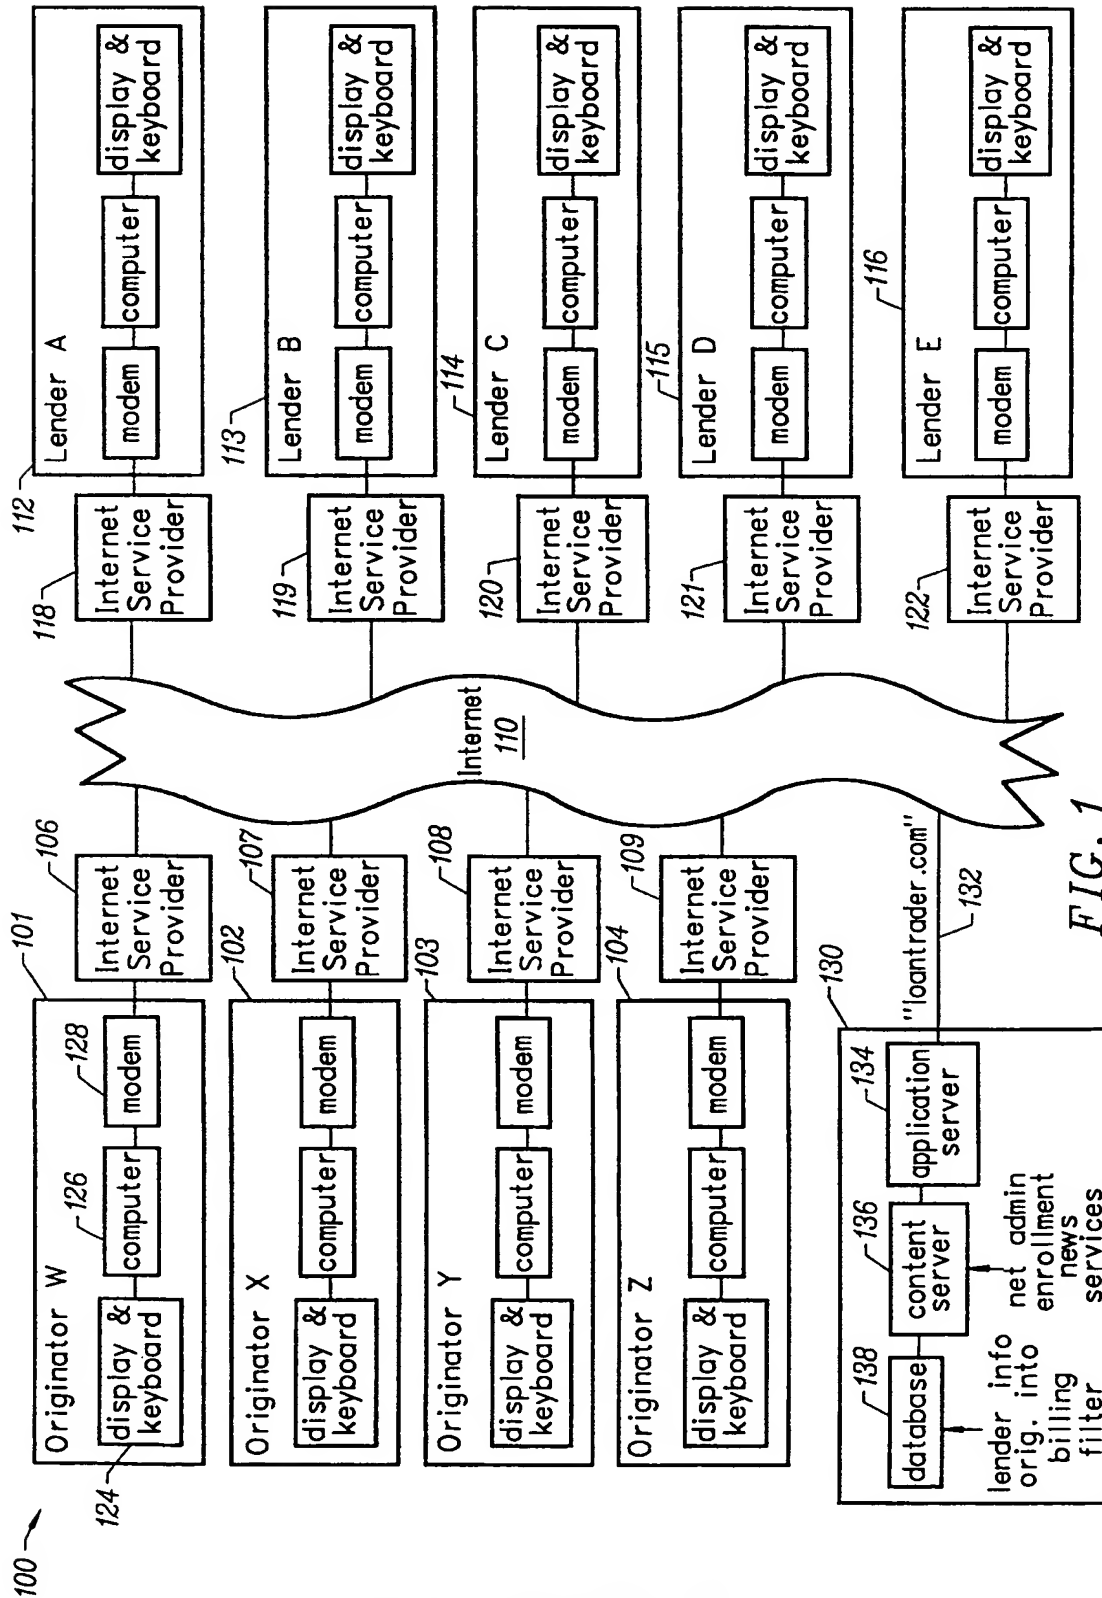 100
101
Originator W
124
display &
keyboard
126
computer
128
modem
106
Internet
Service
Provider
102
Originator X
display &
keyboard
computer
modem
107
Internet
Service
Provider
103
Originator Y
display &
keyboard
computer
modem
108
Internet
Service
Provider
104
Originator Z
display &
keyboard
computer
modem
109
Internet
Service
Provider
130
138
database
136
content
server
134
application
server
lender info
orig. into
billing
filter
net admin
enrollment
news
services
"loantrader.com"
132
Internet
110
118
Internet
Service
Provider
112
Lender A
modem
computer
display &
keyboard
119
Internet
Service
Provider
113
Lender B
modem
computer
display &
keyboard
120
Internet
Service
Provider
114
Lender C
modem
computer
display &
keyboard
121
Internet
Service
Provider
115
Lender D
modem
computer
display &
keyboard
122
Internet
Service
Provider
116
Lender E
modem
computer
display &
keyboard
FIG. 1